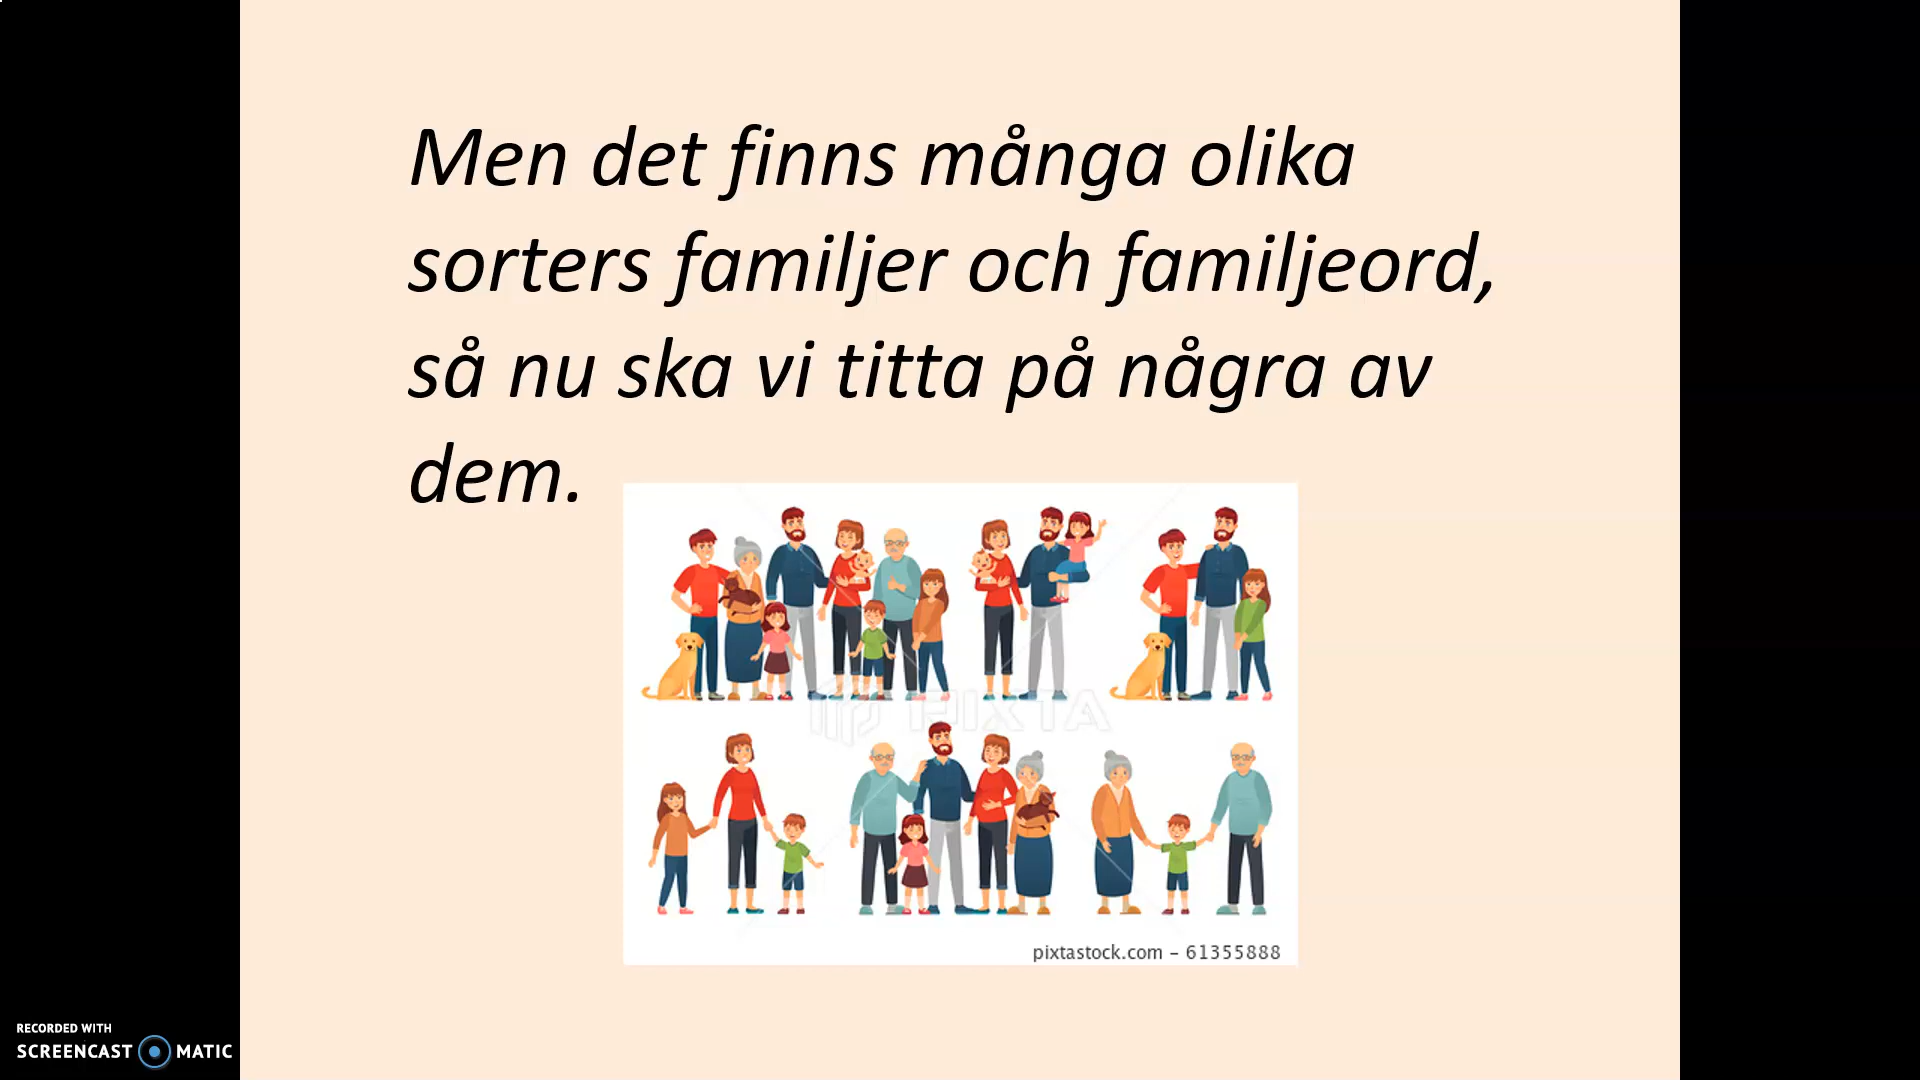 Men det finns många olika
sorters familjer och familjeord,
så nu ska vi titta på några av
dem.
PIXTA
pixtastock.com – 61355888
RECORDED WITH
SCREENCAST MATIC